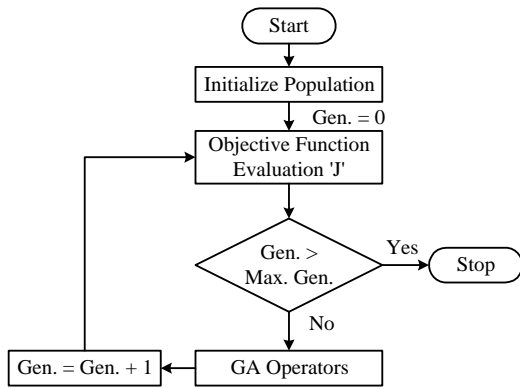 Start
Initialize Population
Gen. = 0
Objective Function
Evaluation 'J'
Gen. >
Max. Gen.
Yes
Stop
No
GA Operators
Gen. = Gen. + 1